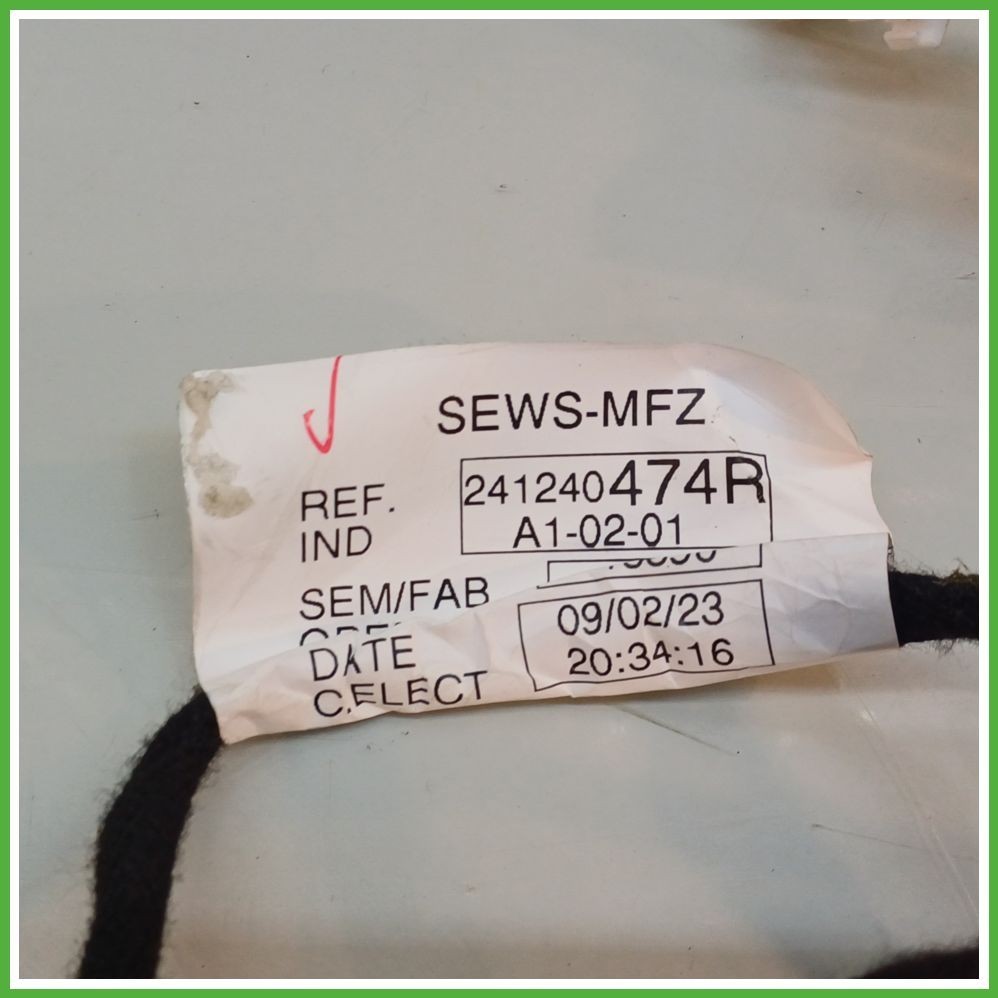 SEWS-MFZ
REF. 241240474R
IND A1-02-01
SEM/FAB
DATE 09/02/23
C.ELECT 20:34:16